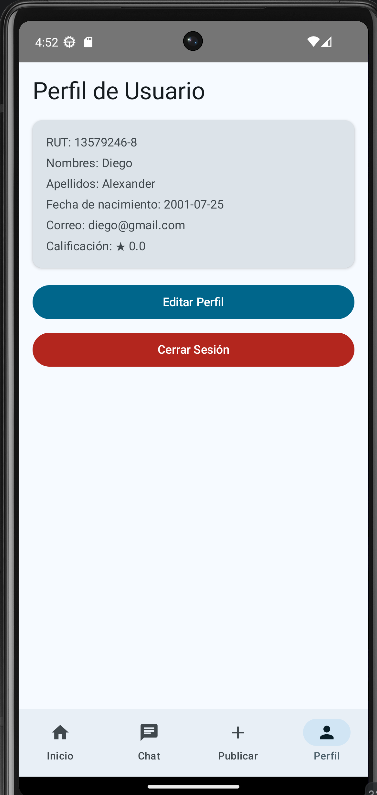 4:52
Perfil de Usuario
RUT: 13579246-8
Nombres: Diego
Apellidos: Alexander
Fecha de nacimiento: 2001-07-25
Correo: diego@gmail.com
Calificación: ★ 0.0
Editar Perfil
Cerrar Sesión
Inicio Chat Publicar Perfil